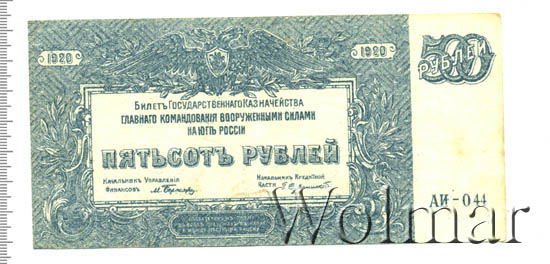 1920
1920
500
РУБЛЕЙ
БИЛЕТЪ ГОСУДАРСТВЕННАГО КАЗНАЧЕЙСТВА
ГЛАВНАГО КОМАНДОВАНІЯ ВООРУЖЕННЫМИ СИЛАМИ
НА ЮГѢ РОССІИ
ПЯТЬСОТЪ РУБЛЕЙ
НАЧАЛЬНИКЪ УПРАВЛЕНІЯ
ФИНАНСОВЪ
НАЧАЛЬНИКЪ КРЕДИТНОЙ
ЧАСТИ
АИ-044
Wolmar